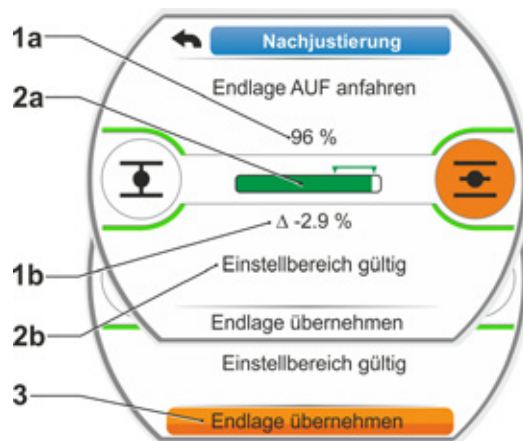 1a
Nachjustierung
Endlage AUF anfahren
2a
96 %
Δ -2.9 %
1b
Einstellbereich gültig
2b
Endlage übernehmen
Einstellbereich gültig
3
Endlage übernehmen